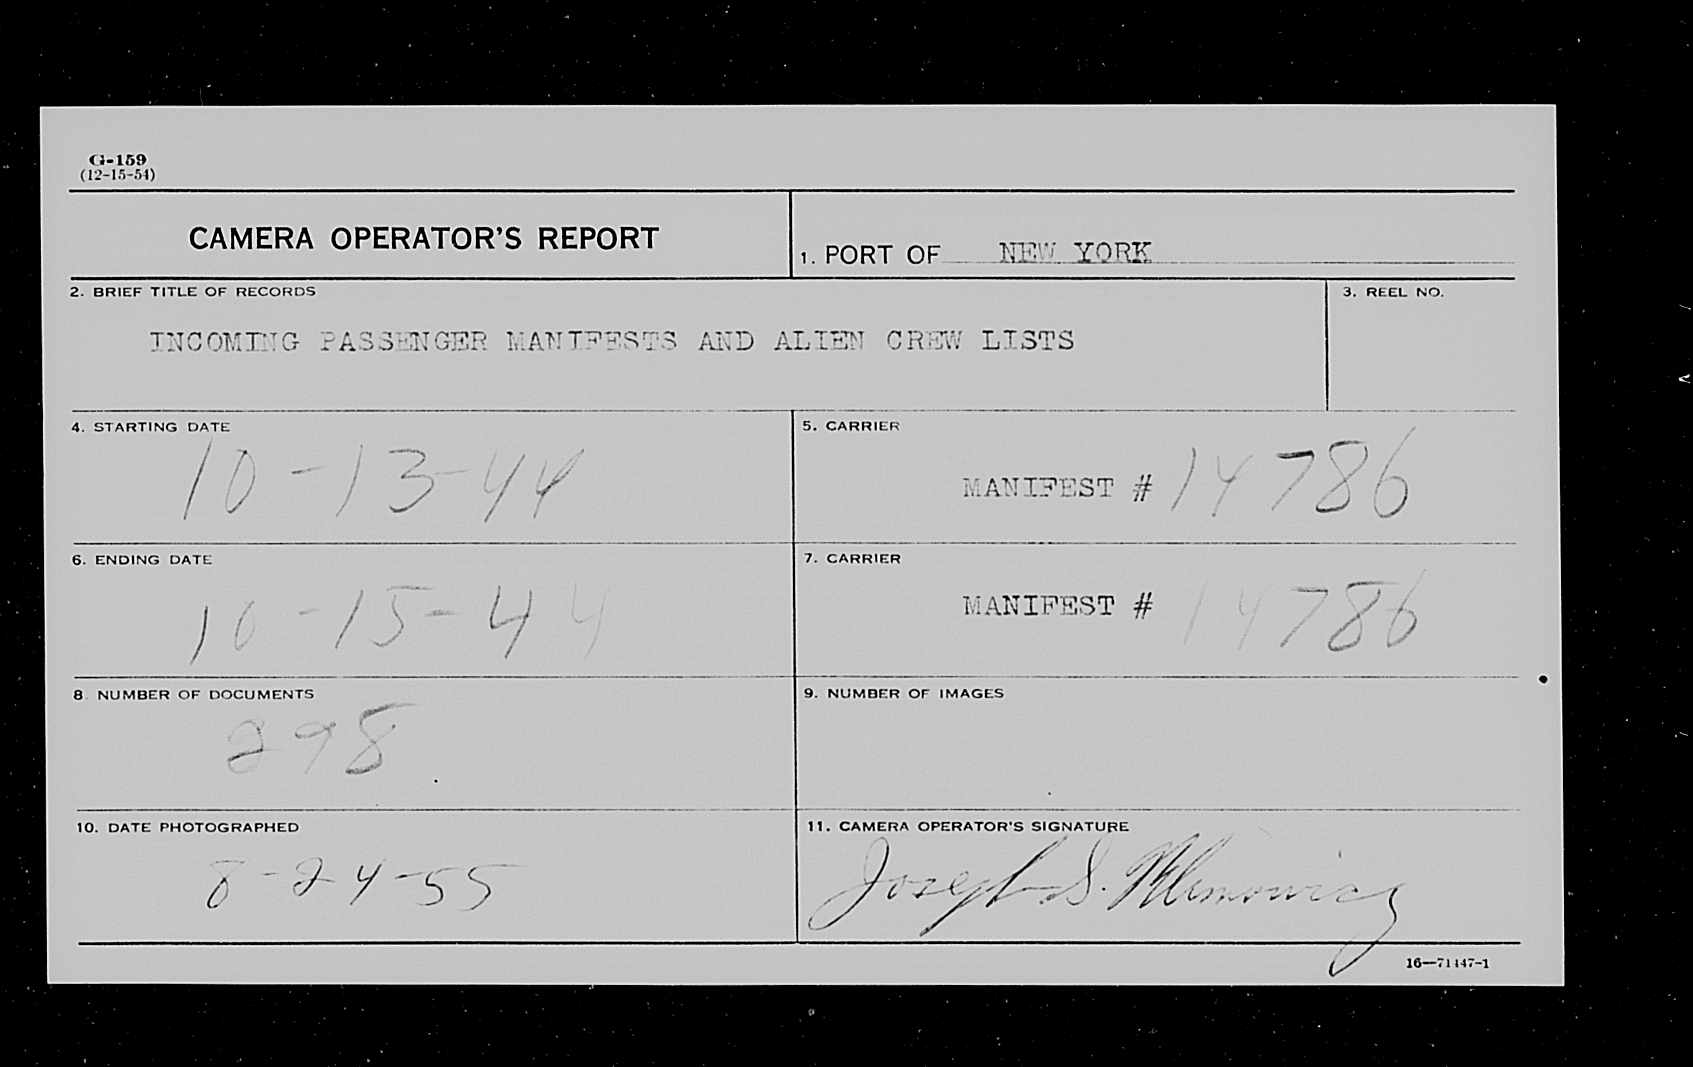 G-159
(12-15-54)
CAMERA OPERATOR'S REPORT
1. PORT OF NEW YORK
2. BRIEF TITLE OF RECORDS
3. REEL NO.
INCOMING PASSENGER MANIFESTS AND ALIEN CREW LISTS
4. STARTING DATE
10-13-44
5. CARRIER
MANIFEST # 14786
6. ENDING DATE
10-15-44
7. CARRIER
MANIFEST # 14786
8. NUMBER OF DOCUMENTS
298
9. NUMBER OF IMAGES
10. DATE PHOTOGRAPHED
8-24-55
11. CAMERA OPERATOR'S SIGNATURE
Joseph S.
16—71447-1